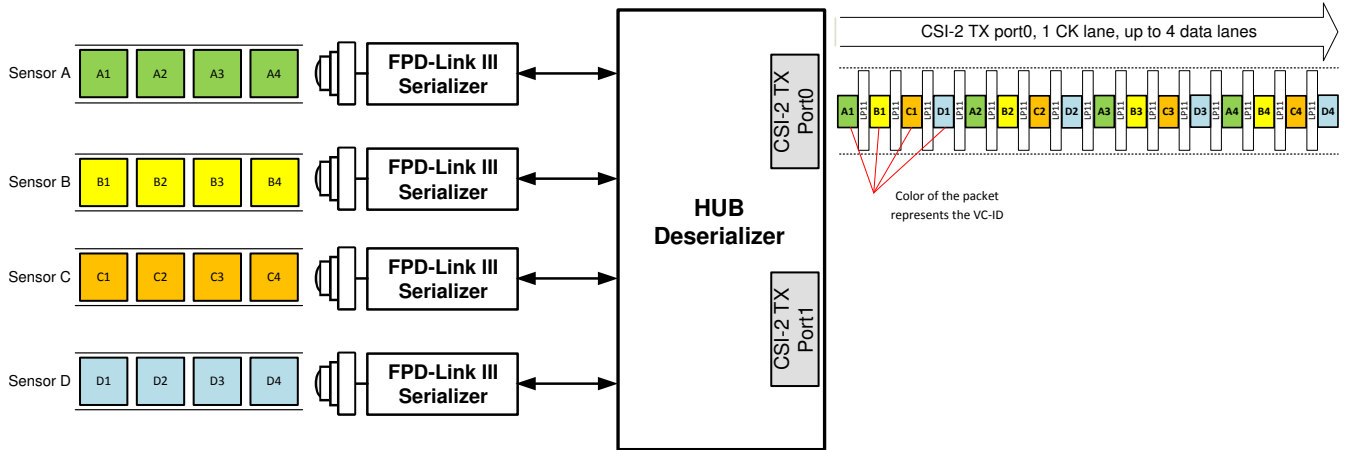 CSI-2 TX port0, 1 CK lane, up to 4 data lanes
Sensor A
A1 A2 A3 A4
FPD-Link III
Serializer
CSI-2 TX
Port0
A1 LP11 B1 LP11 C1 LP11 D1 LP11 A2 LP11 B2 LP11 C2 LP11 D2 LP11 A3 LP11 B3 LP11 C3 LP11 D3 LP11 A4 LP11 B4 LP11 C4 LP11 D4
Color of the packet
represents the VC-ID
Sensor B
B1 B2 B3 B4
FPD-Link III
Serializer
HUB
Deserializer
Sensor C
C1 C2 C3 C4
FPD-Link III
Serializer
CSI-2 TX
Port1
Sensor D
D1 D2 D3 D4
FPD-Link III
Serializer